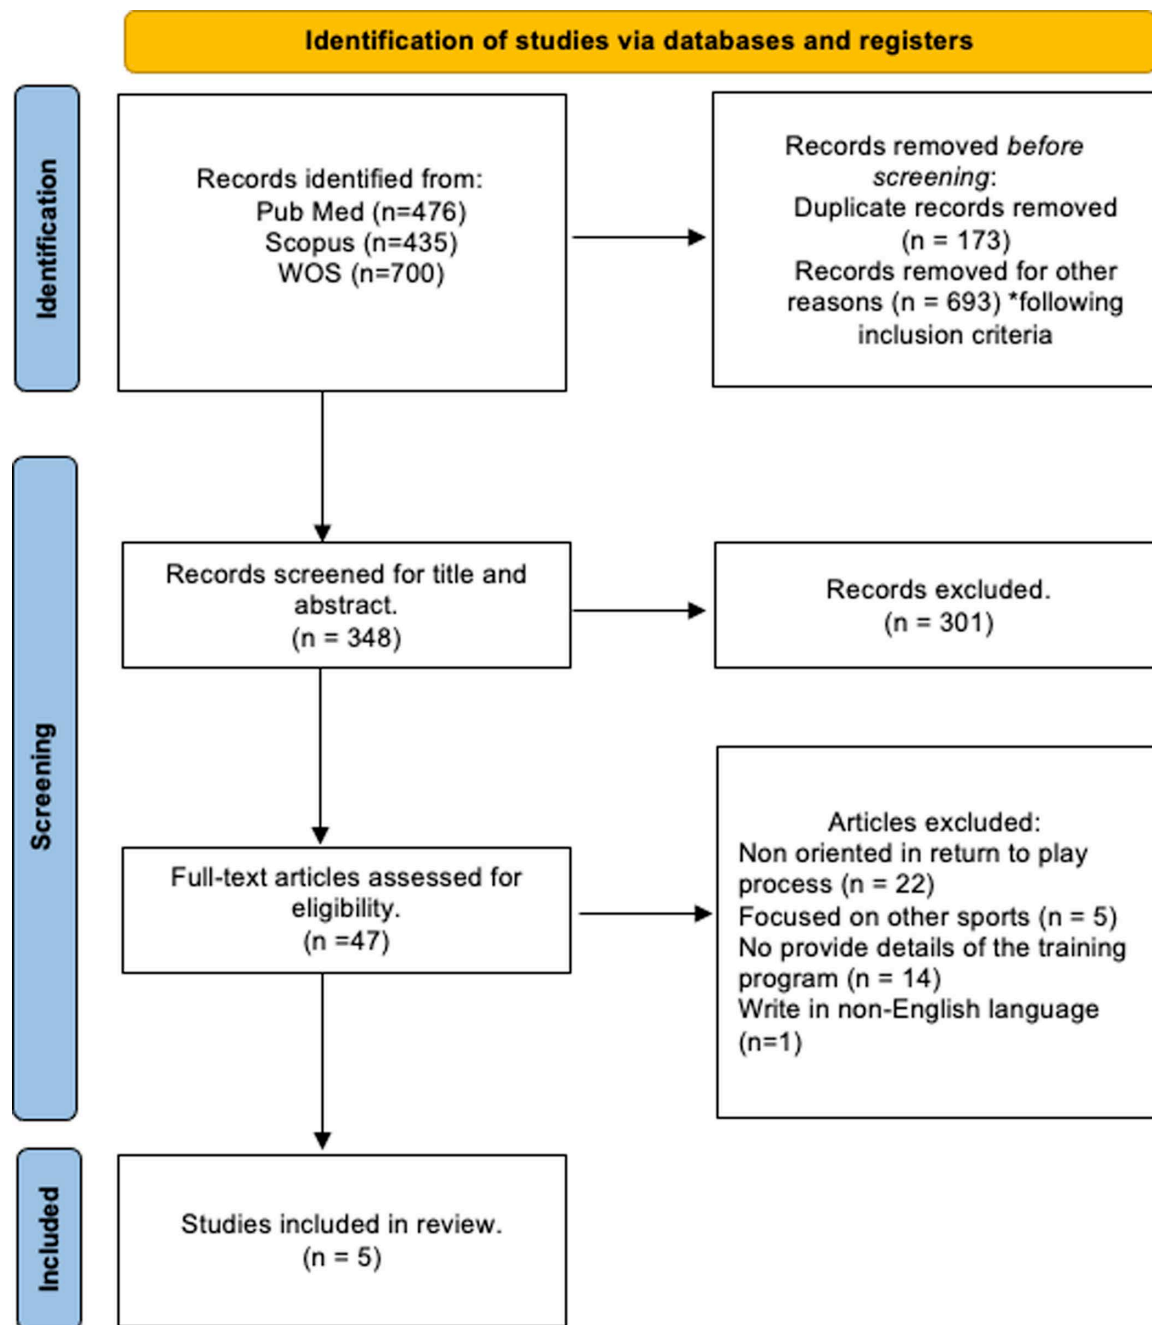 Identification of studies via databases and registers
Identification
Records identified from:
Pub Med (n=476)
Scopus (n=435)
WOS (n=700)
Records removed before
screening:
Duplicate records removed
(n = 173)
Records removed for other
reasons (n = 693) *following
inclusion criteria
Screening
Records screened for title and
abstract.
(n = 348)
Records excluded.
(n = 301)
Full-text articles assessed for
eligibility.
(n =47)
Articles excluded:
Non oriented in return to play
process (n = 22)
Focused on other sports (n = 5)
No provide details of the training
program (n = 14)
Write in non-English language
(n=1)
Included
Studies included in review.
(n = 5)